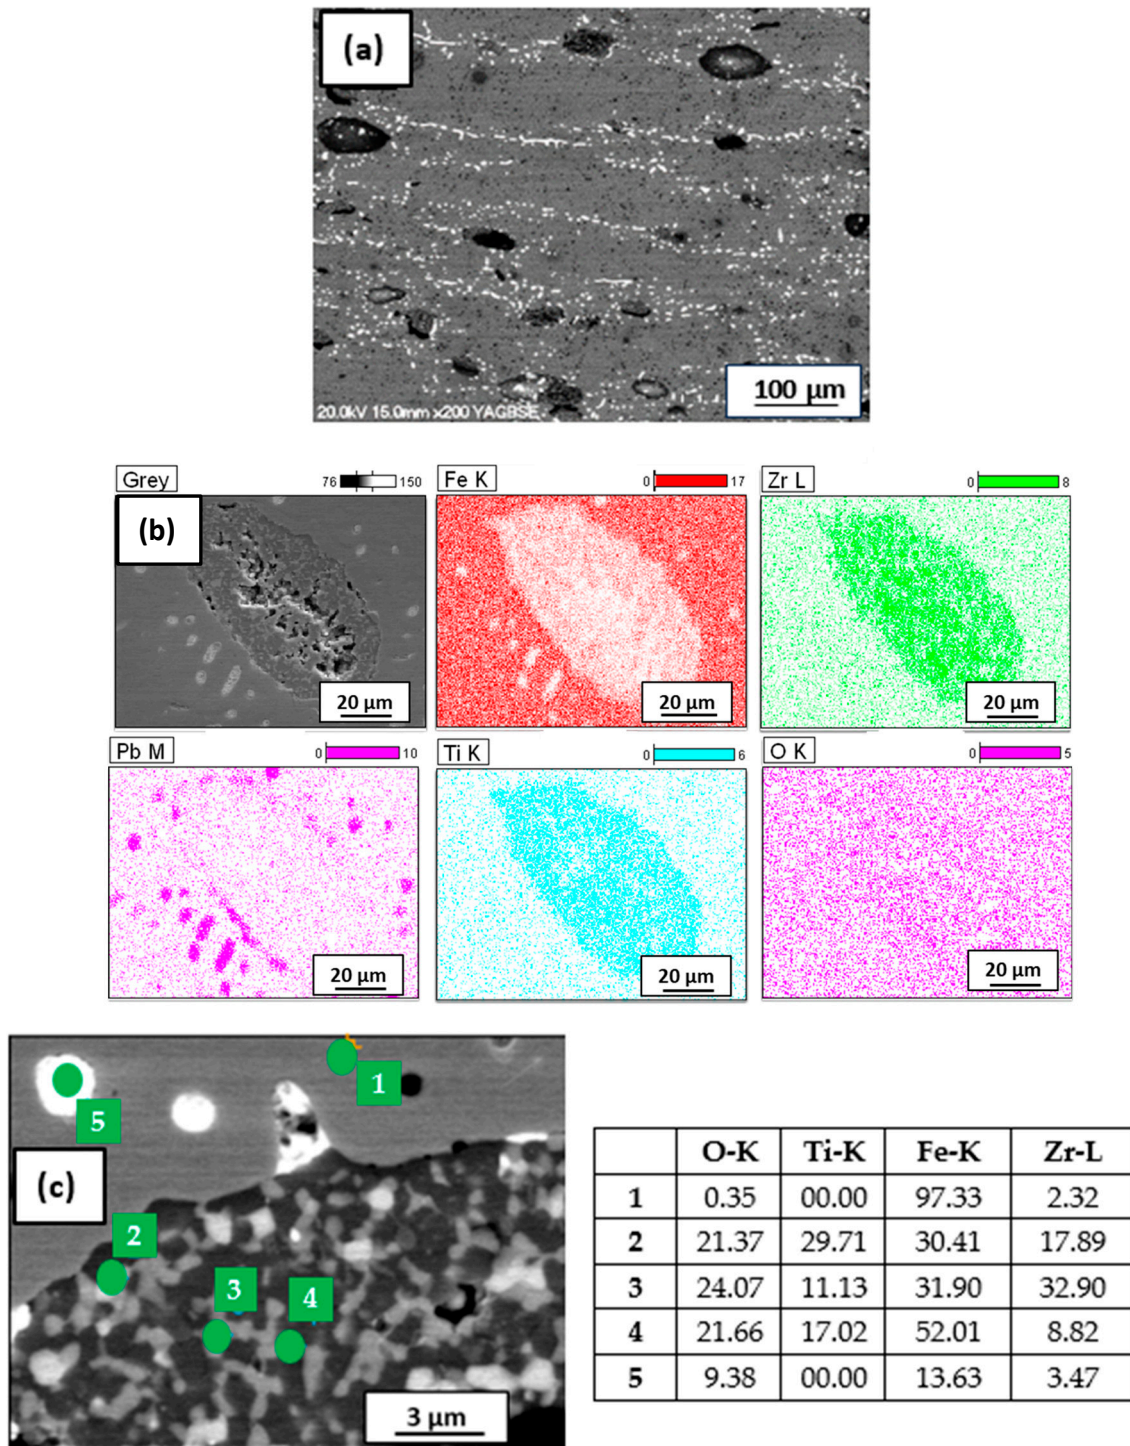 (a)
100 µm
20.0kV 15.0mm x200 YAGBSE
Grey
76 150
(b)
20 µm
Fe K
0 17
20 µm
Zr L
0 8
20 µm
Pb M
0 10
20 µm
Ti K
0 6
20 µm
O K
0 5
20 µm
1
5
(c)
2
3
4
3 µm
O-K Ti-K Fe-K Zr-L
1 0.35 00.00 97.33 2.32
2 21.37 29.71 30.41 17.89
3 24.07 11.13 31.90 32.90
4 21.66 17.02 52.01 8.82
5 9.38 00.00 13.63 3.47